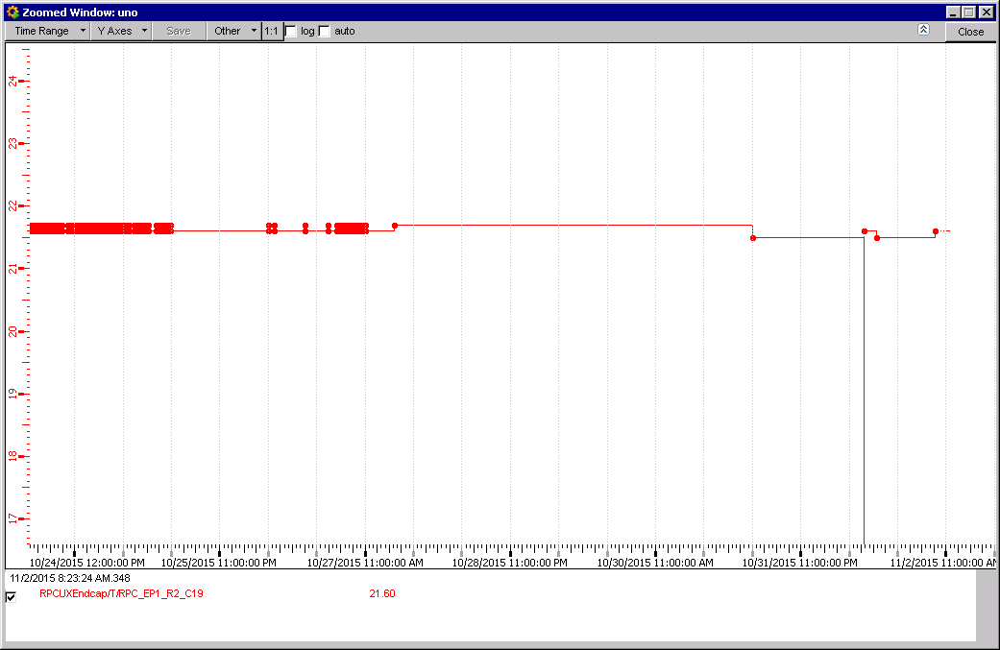 Zoomed Window: uno
Time Range Y Axes Save Other 1:1 log auto Close
24
23
22
21
20
19
18
17
10/24/2015 12:00:00 PM 10/25/2015 11:00:00 PM 10/27/2015 11:00:00 AM 10/28/2015 11:00:00 PM 10/30/2015 11:00:00 AM 10/31/2015 11:00:00 PM 11/2/2015 11:00:00 AM
11/2/2015 8:23:24 AM.348
RPCUXEndcap/T/RPC_EP1_R2_C19 21.60